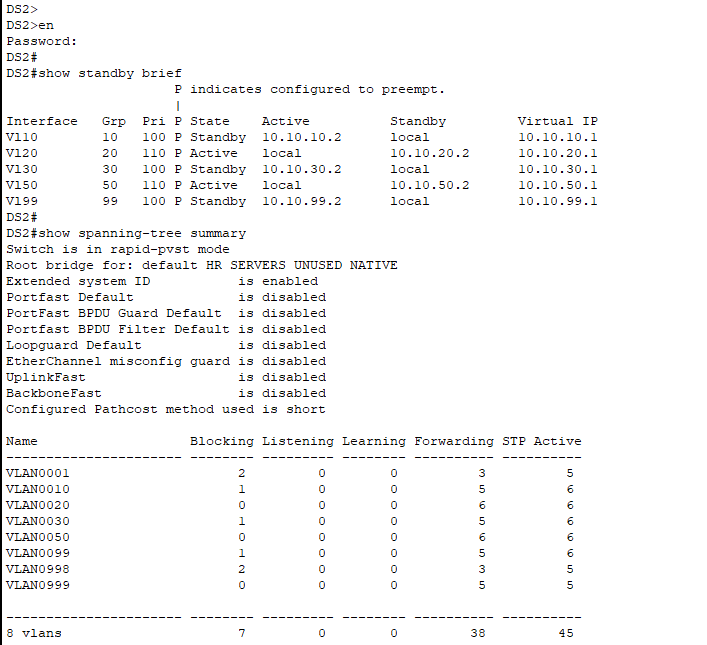 DS2>
DS2>en
Password:
DS2#
DS2#show standby brief
                     P indicates configured to preempt.
                     |
Interface   Grp  Pri P State    Active          Standby         Virtual IP
Vl10        10   100 P Standby  10.10.10.2      local           10.10.10.1
Vl20        20   110 P Active   local           10.10.20.2      10.10.20.1
Vl30        30   100 P Standby  10.10.30.2      local           10.10.30.1
Vl50        50   110 P Active   local           10.10.50.2      10.10.50.1
Vl99        99   100 P Standby  10.10.99.2      local           10.10.99.1
DS2#
DS2#show spanning-tree summary
Switch is in rapid-pvst mode
Root bridge for: default HR SERVERS UNUSED NATIVE
Extended system ID           is enabled
Portfast Default             is disabled
PortFast BPDU Guard Default  is disabled
Portfast BPDU Filter Default is disabled
Loopguard Default            is disabled
EtherChannel misconfig guard is disabled
UplinkFast                   is disabled
BackboneFast                 is disabled
Configured Pathcost method used is short
Name                   Blocking Listening Learning Forwarding STP Active
---------------------- -------- --------- -------- ---------- ----------
VLAN0001                     2         0        0          3          5
VLAN0010                     1         0        0          5          6
VLAN0020                     0         0        0          6          6
VLAN0030                     1         0        0          5          6
VLAN0050                     0         0        0          6          6
VLAN0099                     1         0        0          5          6
VLAN0998                     2         0        0          3          5
VLAN0999                     0         0        0          5          5
---------------------- -------- --------- -------- ---------- ----------
8 vlans                      7         0        0         38         45